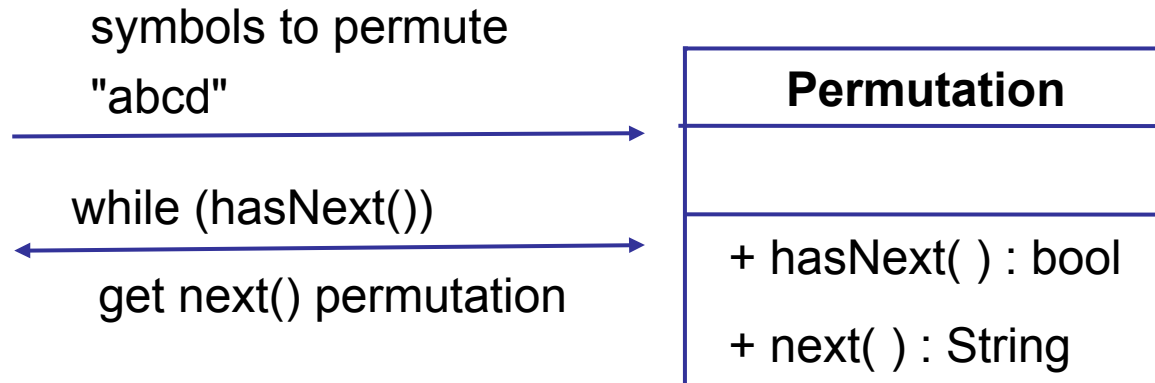 symbols to permute
"abcd"
while (hasNext())
get next() permutation
Permutation
+ hasNext( ) : bool
+ next( ) : String